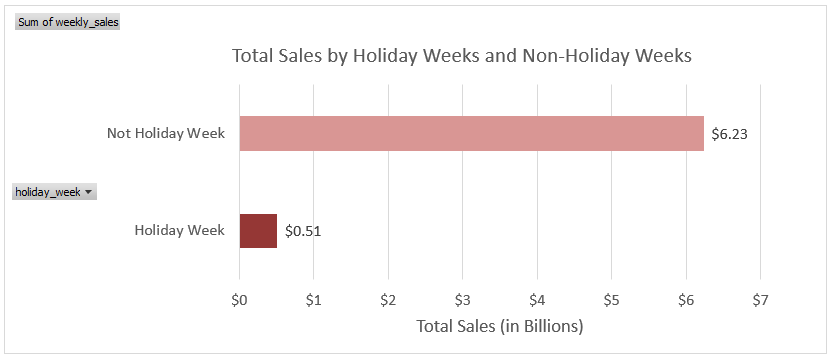 Sum of weekly_sales
Total Sales by Holiday Weeks and Non-Holiday Weeks
Not Holiday Week
$6.23
holiday_week
Holiday Week
$0.51
$0 $1 $2 $3 $4 $5 $6 $7
Total Sales (in Billions)